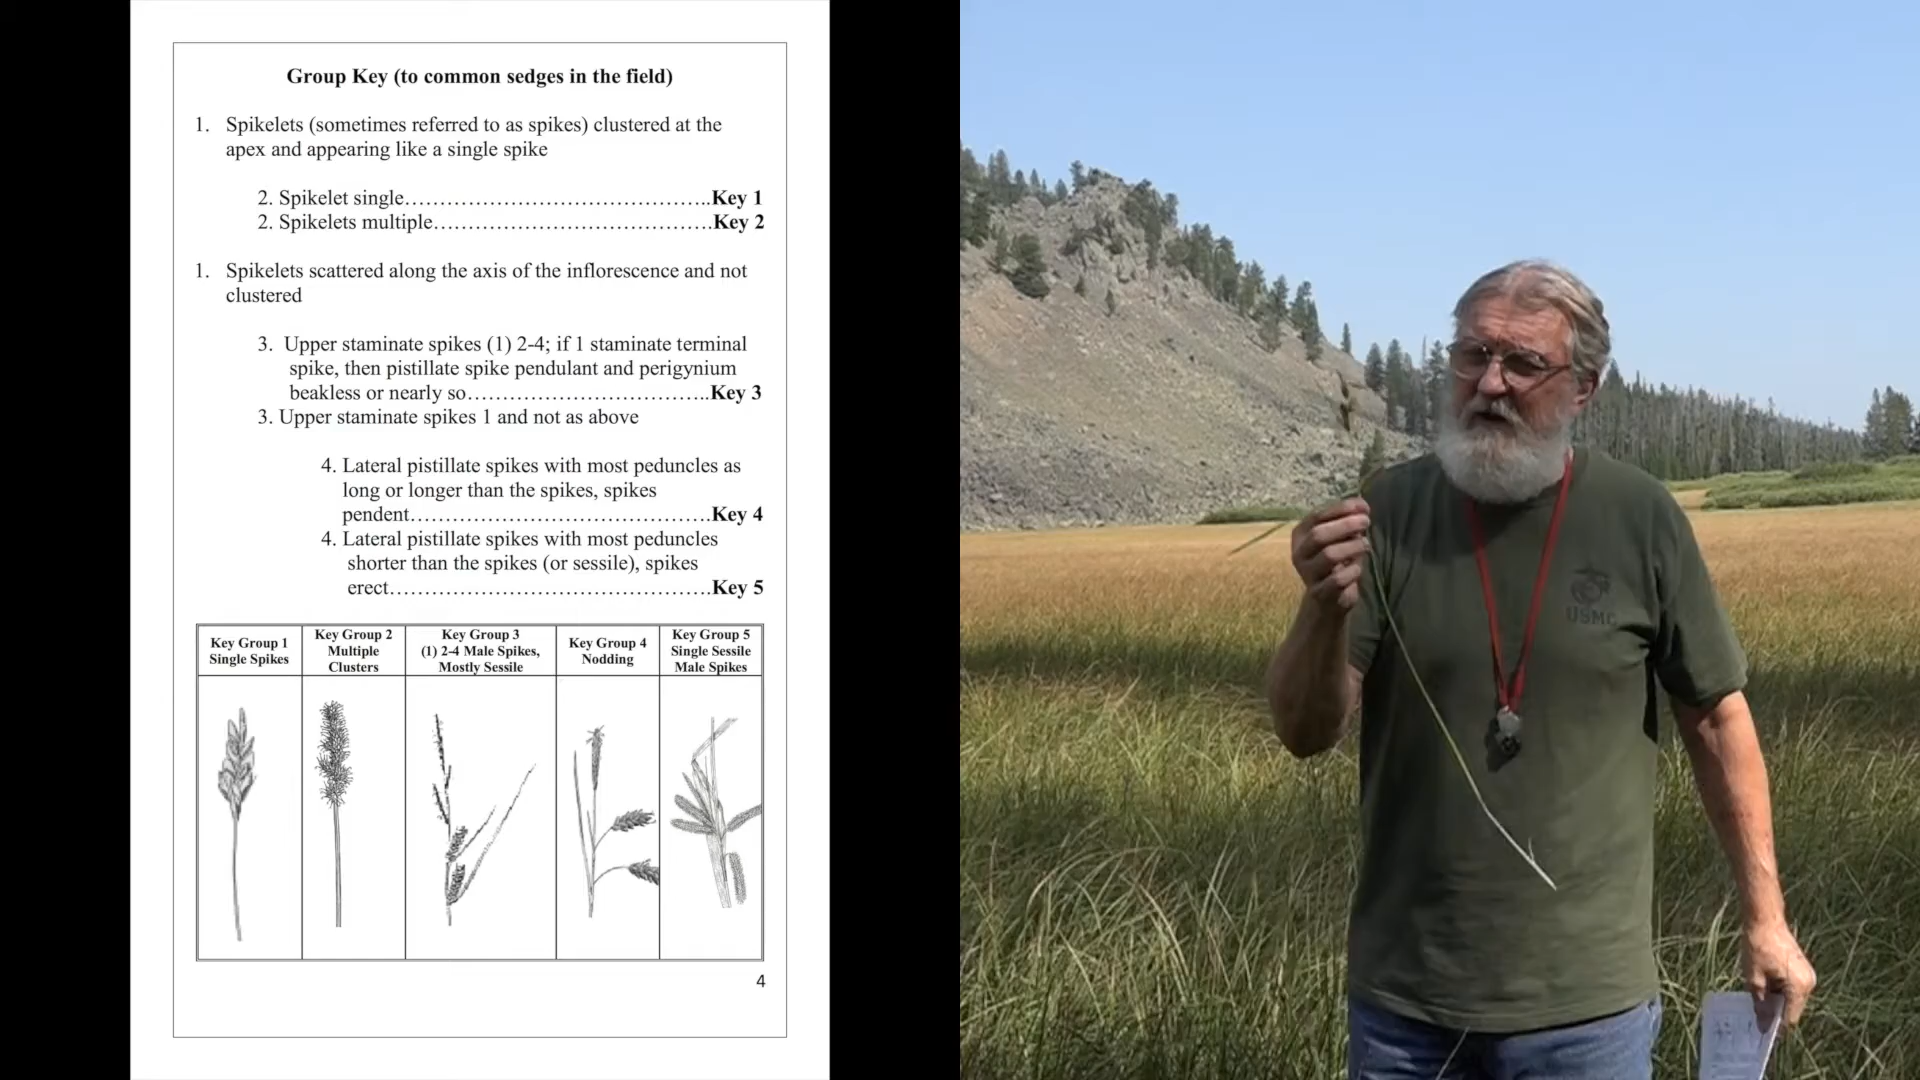 Group Key (to common sedges in the field)
1. Spikelets (sometimes referred to as spikes) clustered at the
apex and appearing like a single spike
2. Spikelet single……………………………………..Key 1
2. Spikelets multiple………………………………….Key 2
1. Spikelets scattered along the axis of the inflorescence and not
clustered
3. Upper staminate spikes (1) 2-4; if 1 staminate terminal
spike, then pistillate spike pendulant and perigynium
beakless or nearly so……………………………..Key 3
3. Upper staminate spikes 1 and not as above
4. Lateral pistillate spikes with most peduncles as
long or longer than the spikes, spikes
pendent…………………………………….Key 4
4. Lateral pistillate spikes with most peduncles
shorter than the spikes (or sessile), spikes
erect……………………………………….Key 5
Key Group 1
Single Spikes
Key Group 2
Multiple
Clusters
Key Group 3
(1) 2-4 Male Spikes,
Mostly Sessile
Key Group 4
Nodding
Key Group 5
Single Sessile
Male Spikes
4
USMC